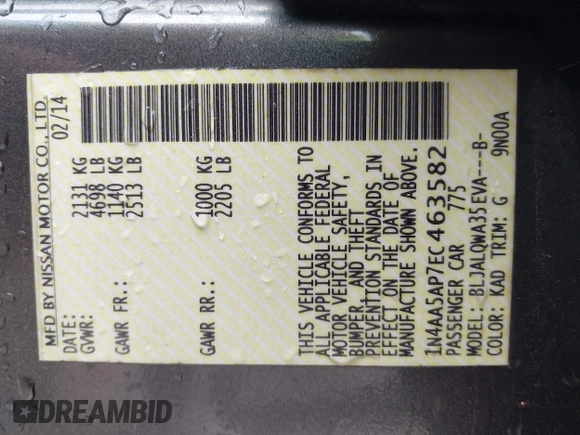 MFD BY NISSAN MOTOR CO., LTD.
DATE: 02/14
GVWR: 2131 KG
4698 LB
GAWR FR.: 1140 KG
2513 LB
GAWR RR.: 1000 KG
2205 LB
THIS VEHICLE CONFORMS TO
ALL APPLICABLE FEDERAL
MOTOR VEHICLE SAFETY,
BUMPER, AND THEFT
PREVENTION STANDARDS IN
EFFECT ON THE DATE OF
MANUFACTURE SHOWN ABOVE.
1N4AA5AP7EC463582
PASSENGER CAR 775
MODEL: BLJALQWA35EVA---B-
COLOR: KAD TRIM: G 9N00A
DREAMBID